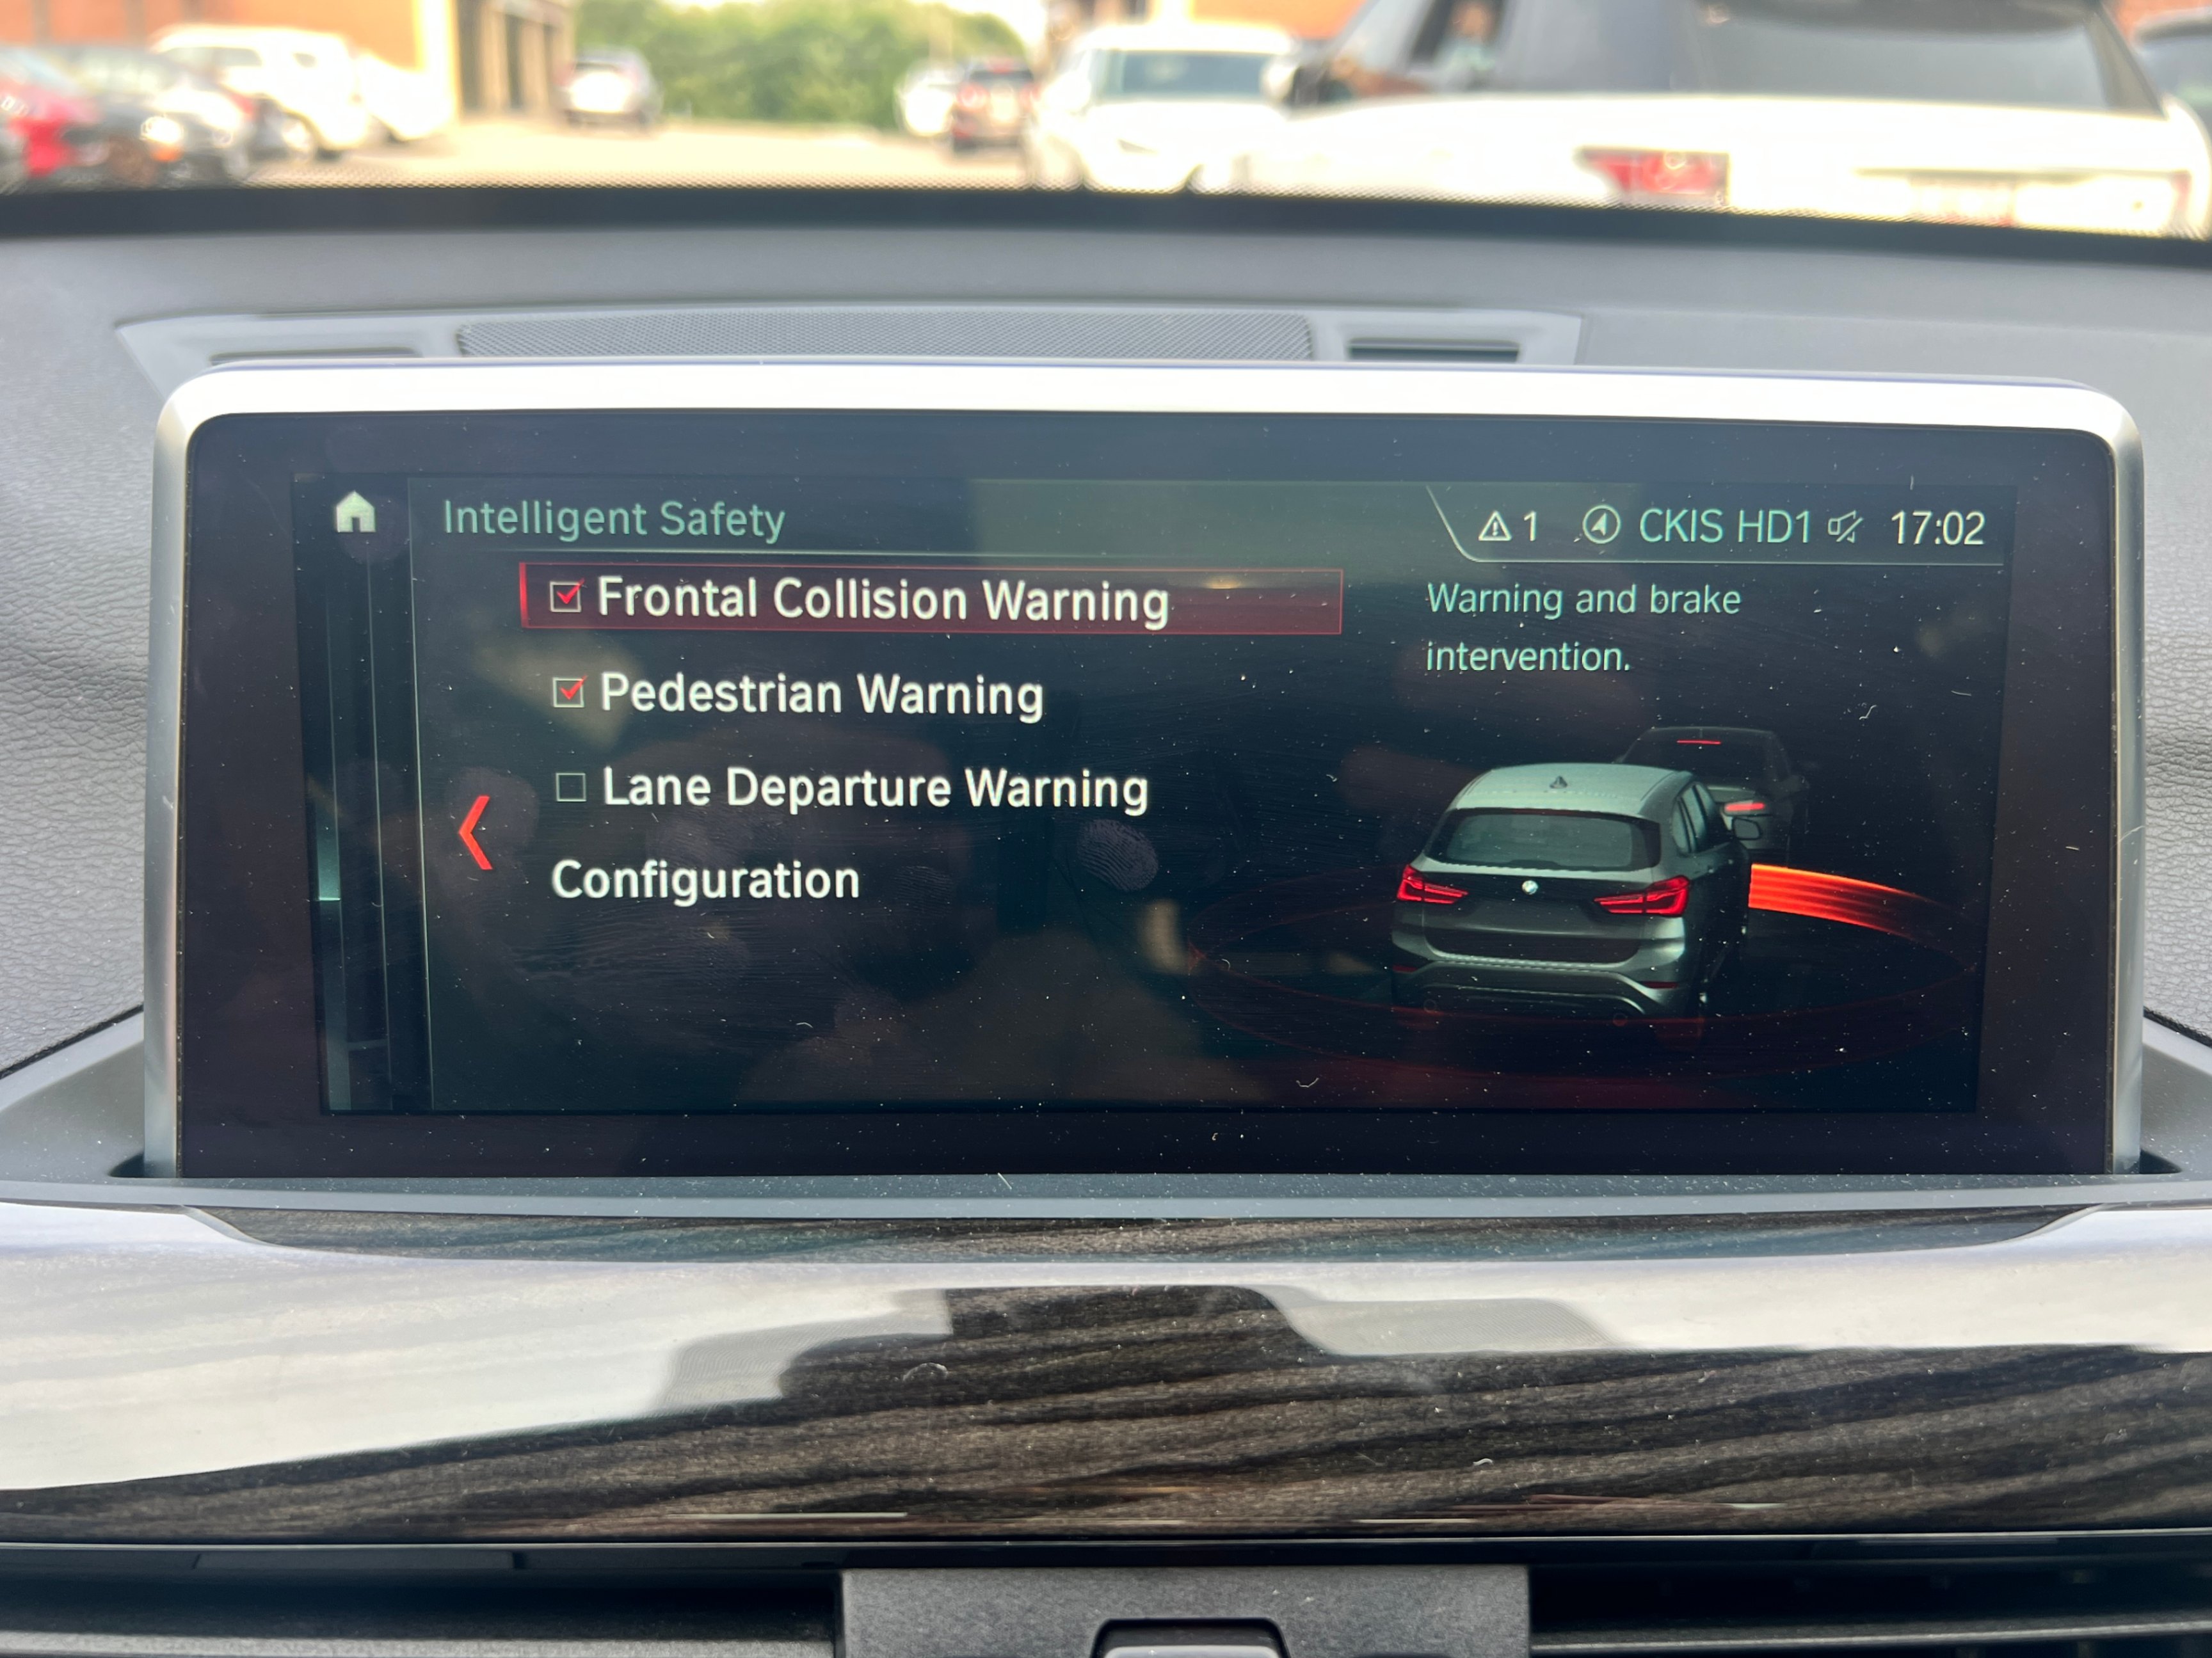 Intelligent Safety
1 CKIS HD1 17:02
Frontal Collision Warning
Pedestrian Warning
Lane Departure Warning
Configuration
Warning and brake
intervention.